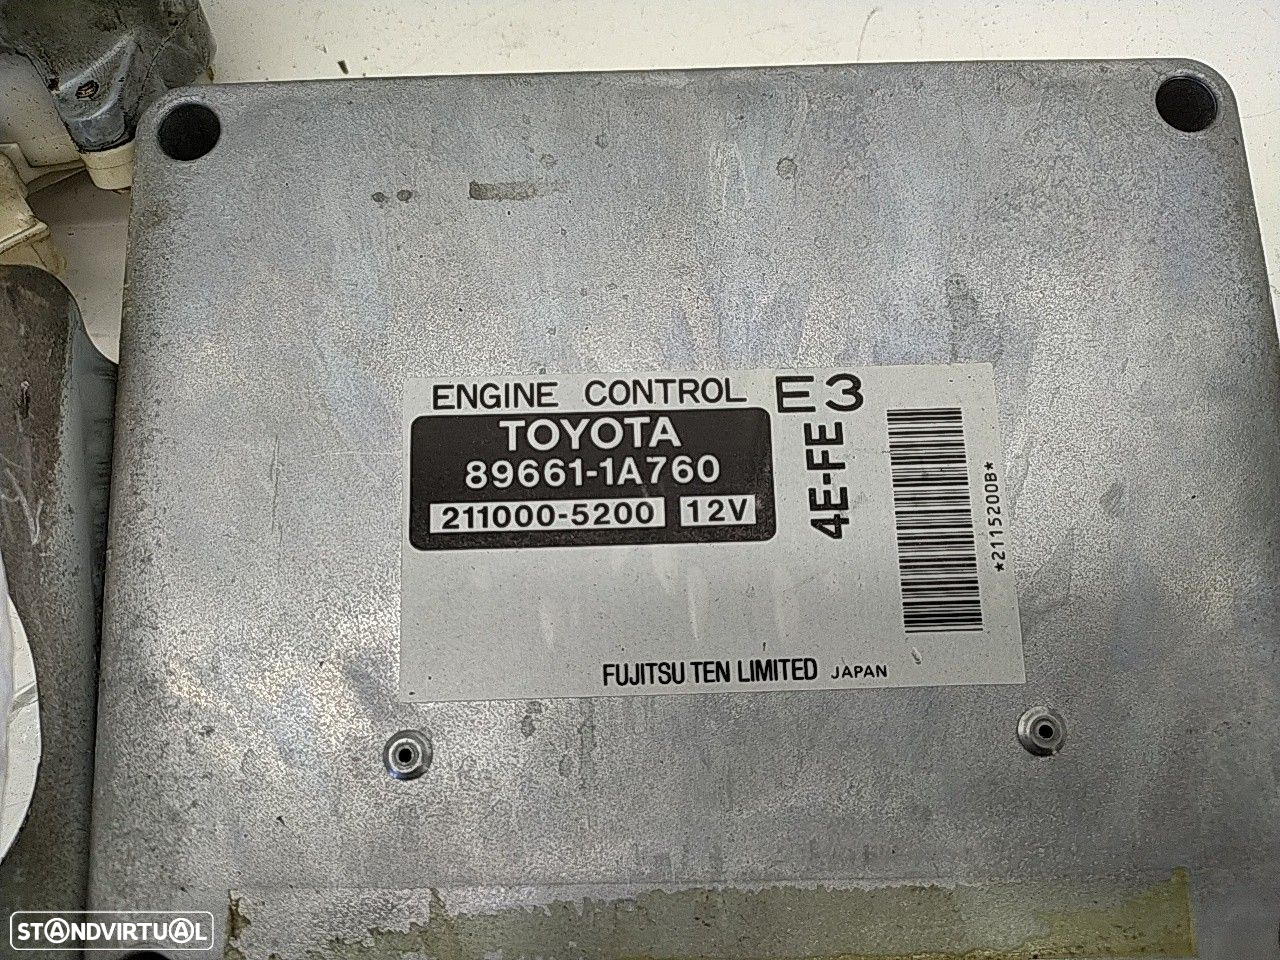 ENGINE CONTROL E3
TOYOTA
89661-1A760
211000-5200 12V
4E-FE
*2115200B*
FUJITSU TEN LIMITED JAPAN
STANDVIRTUAL